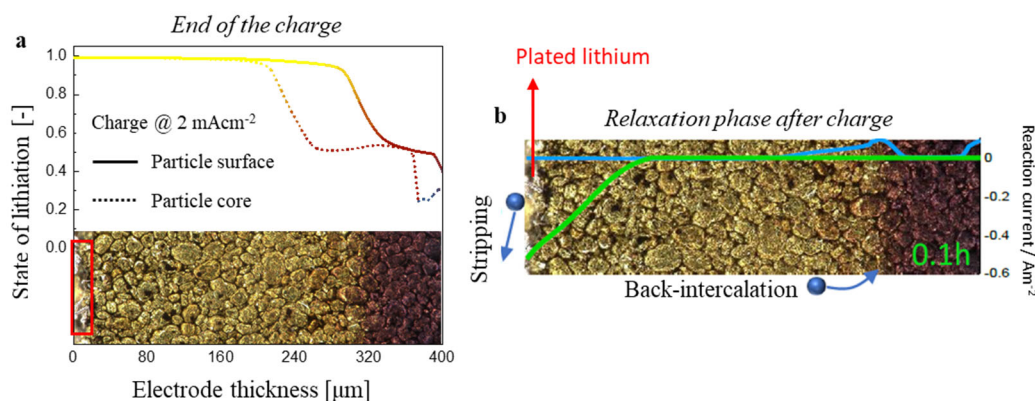 a
End of the charge
State of lithiation [-]
1.0
0.8
0.6
0.4
0.2
0.0
Charge @ 2 mAcm-2
Particle surface
Particle core
0
80
160
240
320
400
Electrode thickness [μm]
Plated lithium
b
Relaxation phase after charge
Stripping
Back-intercalation
0.1h
0
-0.2
-0.4
-0.6
Reaction current / Am-2